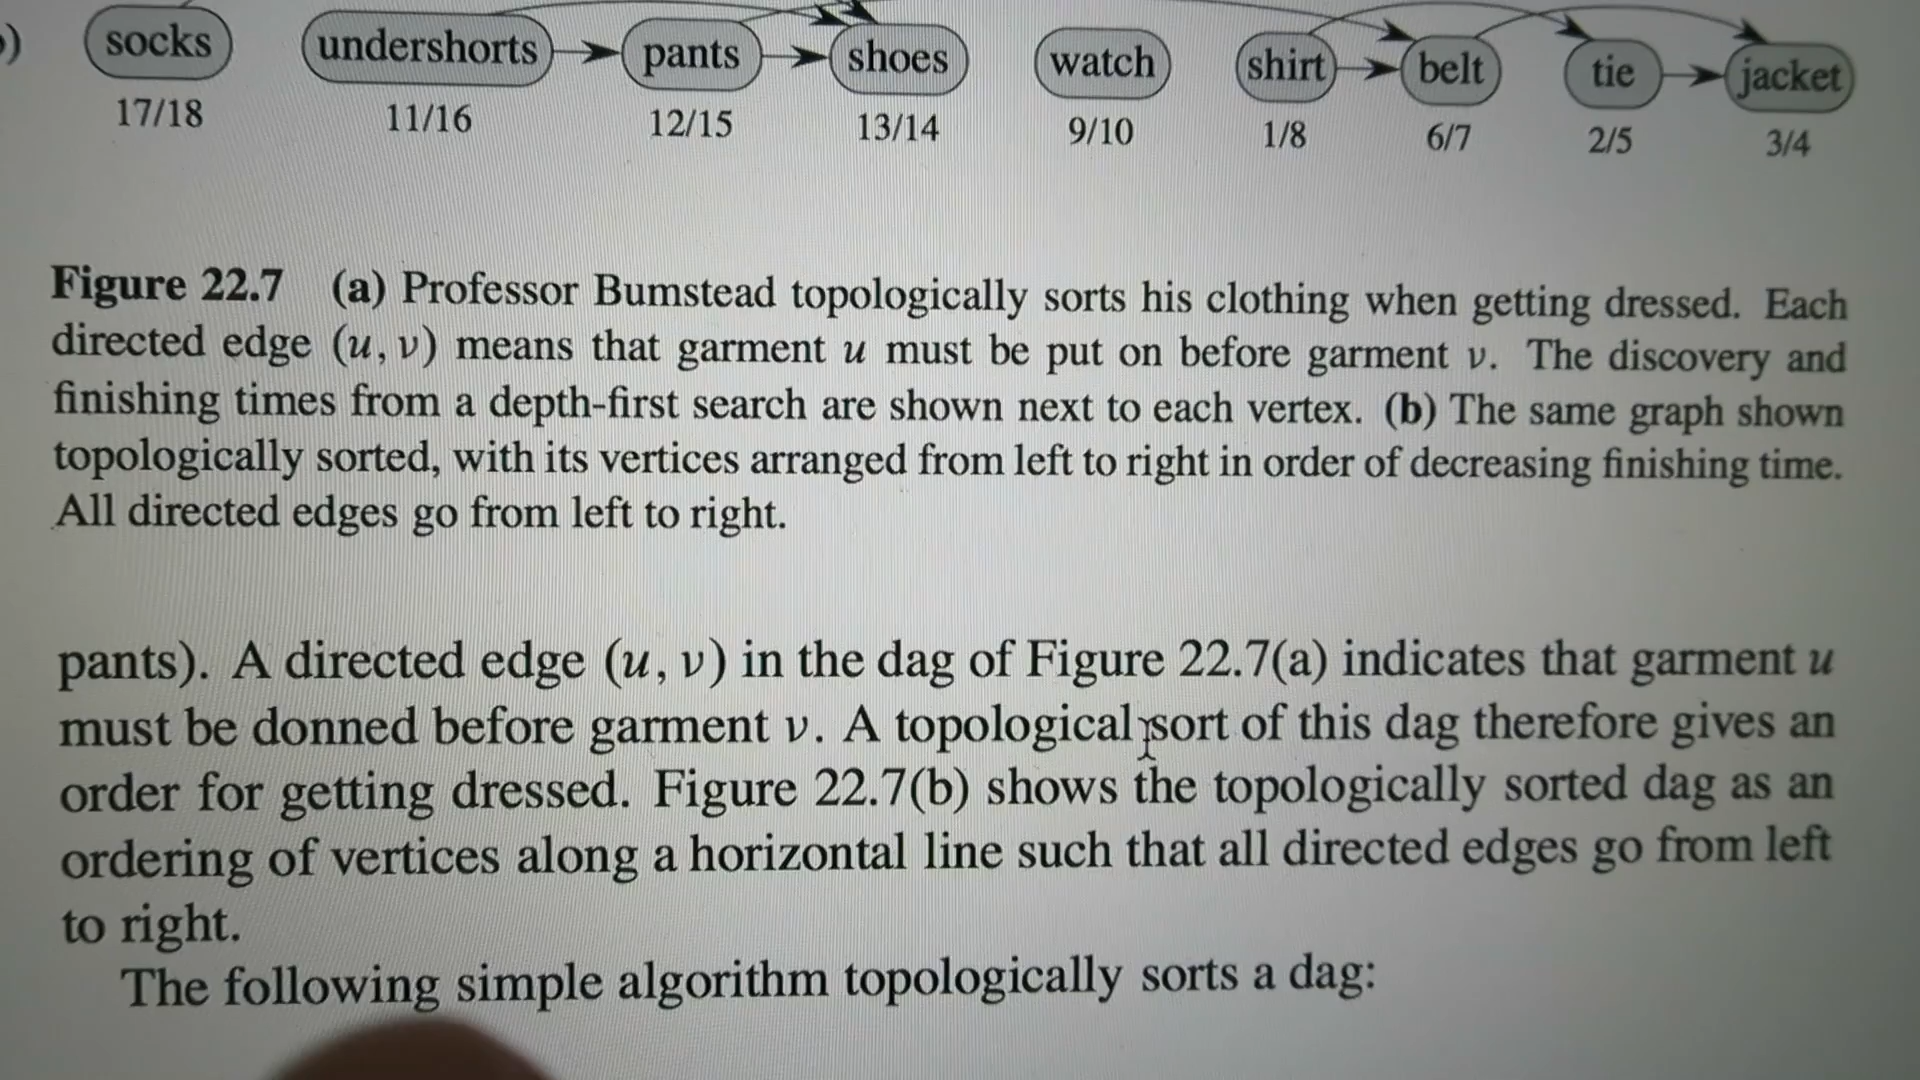 )
socks undershorts pants shoes watch shirt belt tie jacket
17/18 11/16 12/15 13/14 9/10 1/8 6/7 2/5 3/4
Figure 22.7 (a) Professor Bumstead topologically sorts his clothing when getting dressed. Each
directed edge (u, v) means that garment u must be put on before garment v. The discovery and
finishing times from a depth-first search are shown next to each vertex. (b) The same graph shown
topologically sorted, with its vertices arranged from left to right in order of decreasing finishing time.
All directed edges go from left to right.
pants). A directed edge (u, v) in the dag of Figure 22.7(a) indicates that garment u
must be donned before garment v. A topological sort of this dag therefore gives an
order for getting dressed. Figure 22.7(b) shows the topologically sorted dag as an
ordering of vertices along a horizontal line such that all directed edges go from left
to right.
The following simple algorithm topologically sorts a dag: